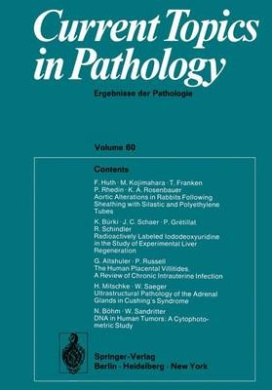 Current Topics
in Pathology
Ergebnisse der Pathologie
Volume 60
Contents
F. Huth · M. Kojimahara · T. Franken
P. Rhedin · K. A. Rosenbauer
Aortic Alterations in Rabbits Following
Sheathing with Silastic and Polyethylene
Tubes
K. Bürki · J. C. Schaer · P. Grétillat
R. Schindler
Radioactively Labeled Iododeoxyuridine
in the Study of Experimental Liver
Regeneration
G. Altshuler · P. Russell
The Human Placental Villitides.
A Review of Chronic Intrauterine Infection
H. Mitschke · W. Saeger
Ultrastructural Pathology of the Adrenal
Glands in Cushing's Syndrome
N. Böhm · W. Sandritter
DNA in Human Tumors: A Cytophoto-
metric Study
Springer-Verlag
Berlin · Heidelberg · New York